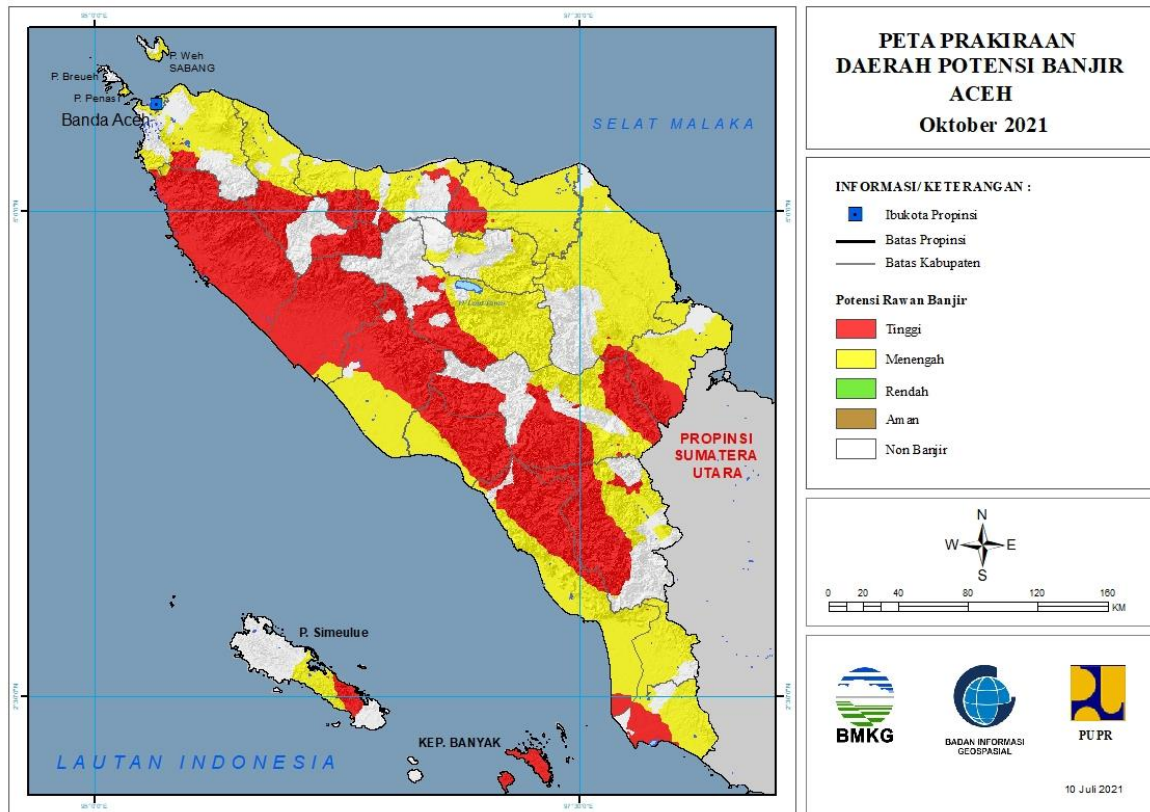 PETA PRAKIRAAN
DAERAH POTENSI BANJIR
ACEH
Oktober 2021
INFORMASI/ KETERANGAN :
Ibukota Propinsi
Batas Propinsi
Batas Kabupaten
Potensi Rawan Banjir
Tinggi
Menengah
Rendah
Aman
Non Banjir
N
W E
S
0 20 40 60 80 120 160
KM
BMKG
BADAN INFORMASI
GEOSPASIAL
PUPR
10 Juli 2021
P. Weh
SABANG
P. Breueh
P. Penasi
Banda Aceh
SELAT MALAKA
PROPINSI
SUMATERA
UTARA
P. Simeulue
KEP. BANYAK
LAUTAN INDONESIA